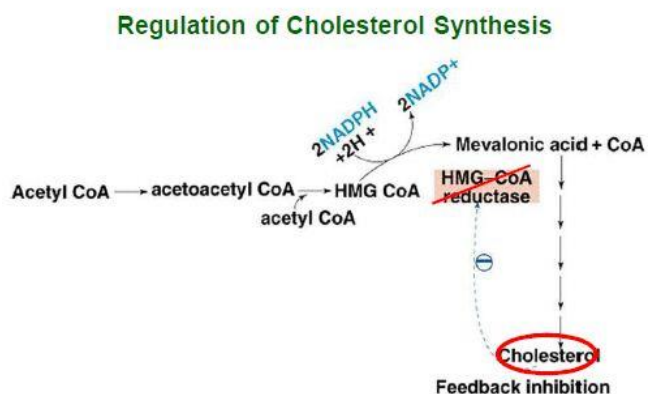 Regulation of Cholesterol Synthesis
2NADPH
+2H +
2NADP+
Mevalonic acid + CoA
Acetyl CoA
acetoacetyl CoA
HMG CoA
HMG-CoA
reductase
acetyl CoA
Cholesterol
Feedback inhibition